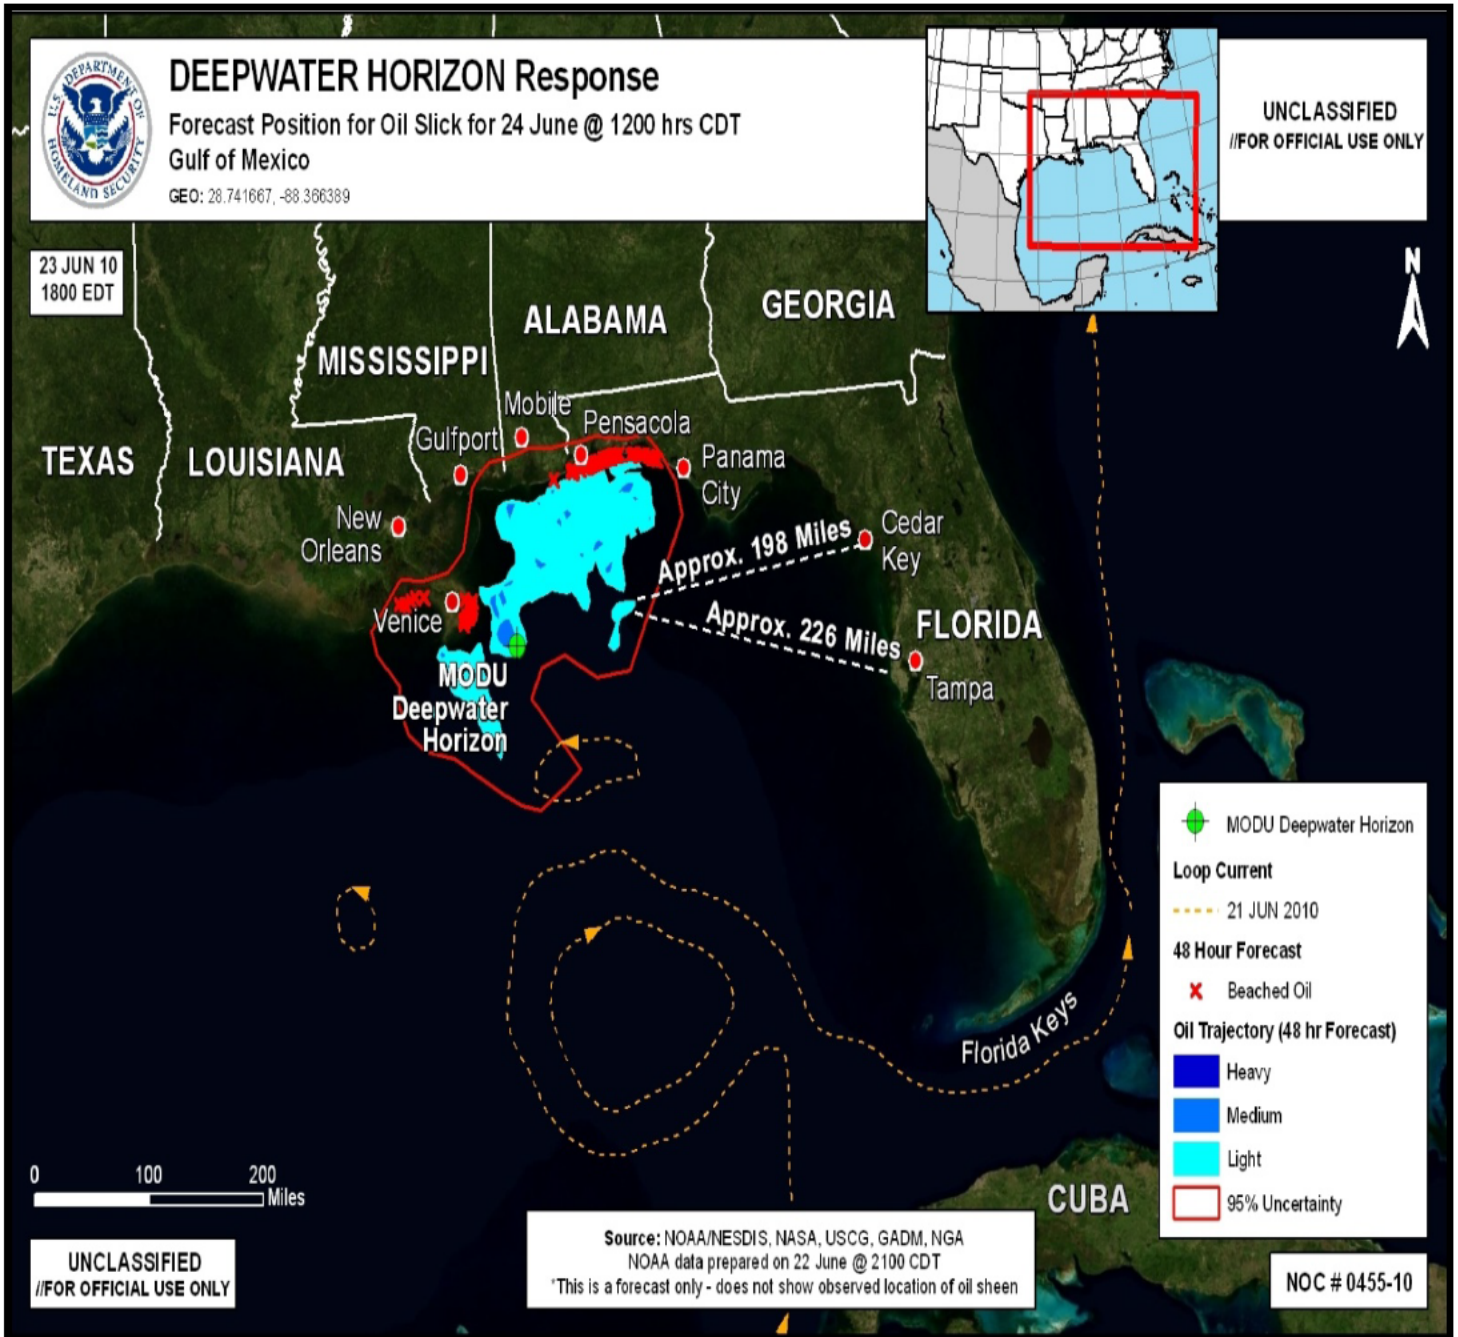 U.S. DEPARTMENT OF
HOMELAND SECURITY
DEEPWATER HORIZON Response
Forecast Position for Oil Slick for 24 June @ 1200 hrs CDT
Gulf of Mexico
GEO: 28.741667, -88.366389
UNCLASSIFIED
//FOR OFFICIAL USE ONLY
23 JUN 10
1800 EDT
N
GEORGIA
ALABAMA
MISSISSIPPI
Mobile
Pensacola
Gulfport
TEXAS
LOUISIANA
Panama
City
New
Orleans
Cedar
Key
Approx. 198 Miles
Venice
Approx. 226 Miles
FLORIDA
Tampa
MODU
Deepwater
Horizon
Florida Keys
CUBA
MODU Deepwater Horizon
Loop Current
21 JUN 2010
48 Hour Forecast
Beached Oil
Oil Trajectory (48 hr Forecast)
Heavy
Medium
Light
95% Uncertainty
0 100 200
Miles
UNCLASSIFIED
//FOR OFFICIAL USE ONLY
Source: NOAA/NESDIS, NASA, USCG, GADM, NGA
NOAA data prepared on 22 June @ 2100 CDT
*This is a forecast only - does not show observed location of oil sheen
NOC # 0455-10